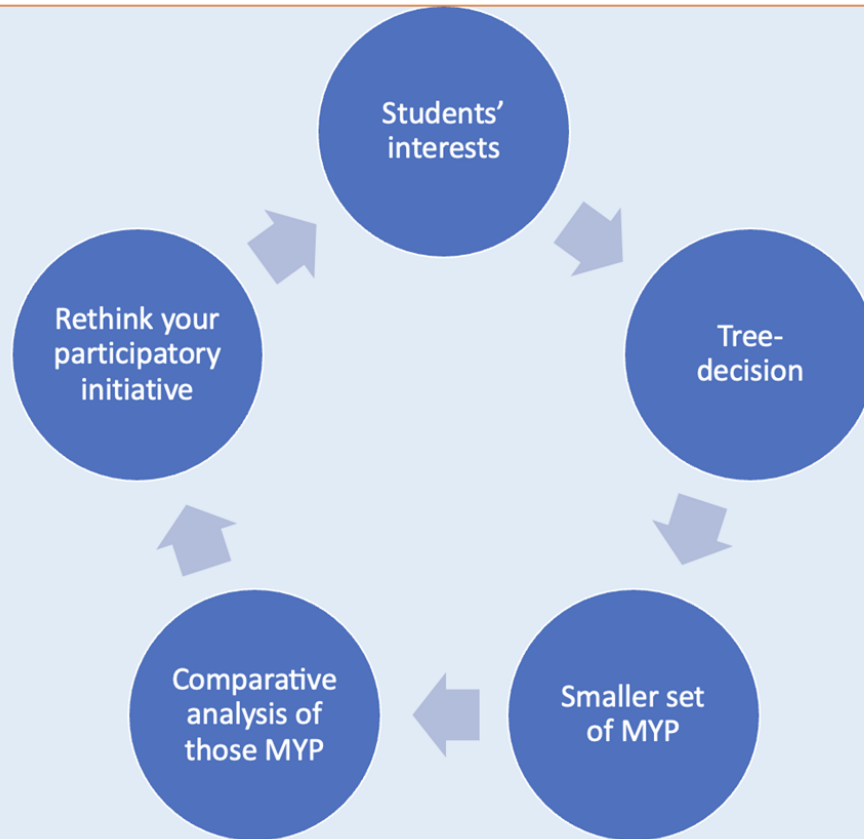 Students'
interests
Tree-
decision
Smaller set
of MYP
Comparative
analysis of
those MYP
Rethink your
participatory
initiative